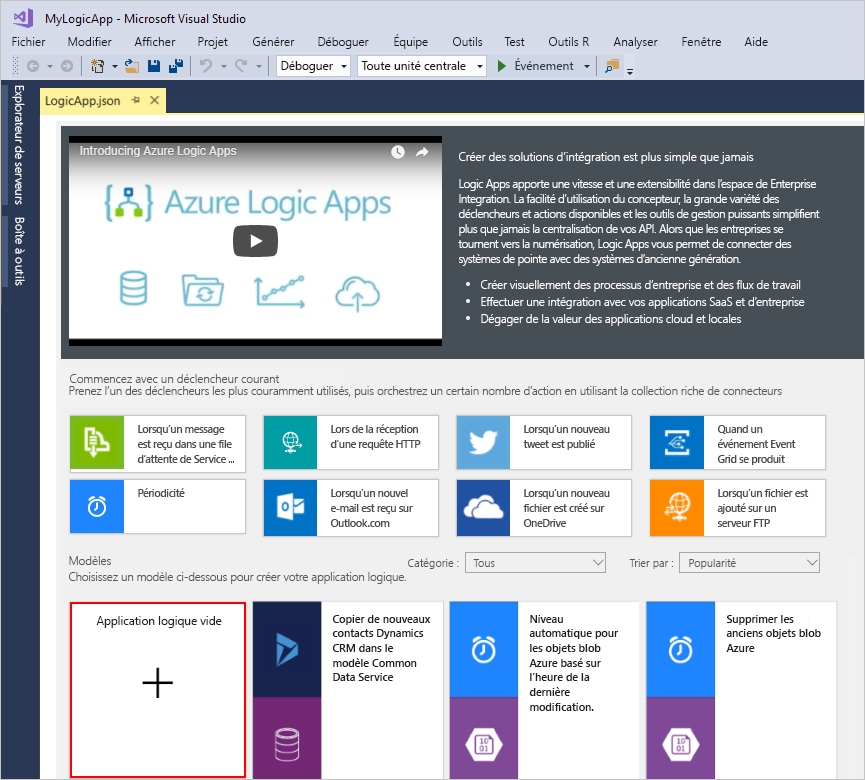 MyLogicApp - Microsoft Visual Studio
Fichier Modifier Afficher Projet Générer Déboguer Équipe Outils Test Outils R Analyser Fenêtre Aide
Déboguer Toute unité centrale Événement
Explorateur de serveurs
Boîte à outils
LogicApp.json
Introducing Azure Logic Apps
Azure Logic Apps
Créer des solutions d'intégration est plus simple que jamais
Logic Apps apporte une vitesse et une extensibilité dans l'espace de Enterprise
Integration. La facilité d'utilisation du concepteur, la grande variété des
déclencheurs et actions disponibles et les outils de gestion puissants simplifient
plus que jamais la centralisation de vos API. Alors que les entreprises se
tournent vers la numérisation, Logic Apps vous permet de connecter des
systèmes de pointe avec des systèmes d'ancienne génération.
• Créer visuellement des processus d'entreprise et des flux de travail
• Effectuer une intégration avec vos applications SaaS et d'entreprise
• Dégager de la valeur des applications cloud et locales
Commencez avec un déclencheur courant
Prenez l'un des déclencheurs les plus couramment utilisés, puis orchestrez un certain nombre d'action en utilisant la collection riche de connecteurs
Lorsqu'un message
est reçu dans une file
d'attente de Service ...
Lors de la réception
d'une requête HTTP
Lorsqu'un nouveau
tweet est publié
Quand un
événement Event
Grid se produit
Périodicité
Lorsqu'un nouvel
e-mail est reçu sur
Outlook.com
Lorsqu'un nouveau
fichier est créé sur
OneDrive
Lorsqu'un fichier est
ajouté sur un
serveur FTP
Modèles
Choisissez un modèle ci-dessous pour créer votre application logique.
Catégorie : Tous
Trier par : Popularité
Application logique vide
Copier de nouveaux
contacts Dynamics
CRM dans le
modèle Common
Data Service
Niveau
automatique pour
les objets blob
Azure basé sur
l'heure de la
dernière
modification.
Supprimer les
anciens objets blob
Azure
10
01
10
01